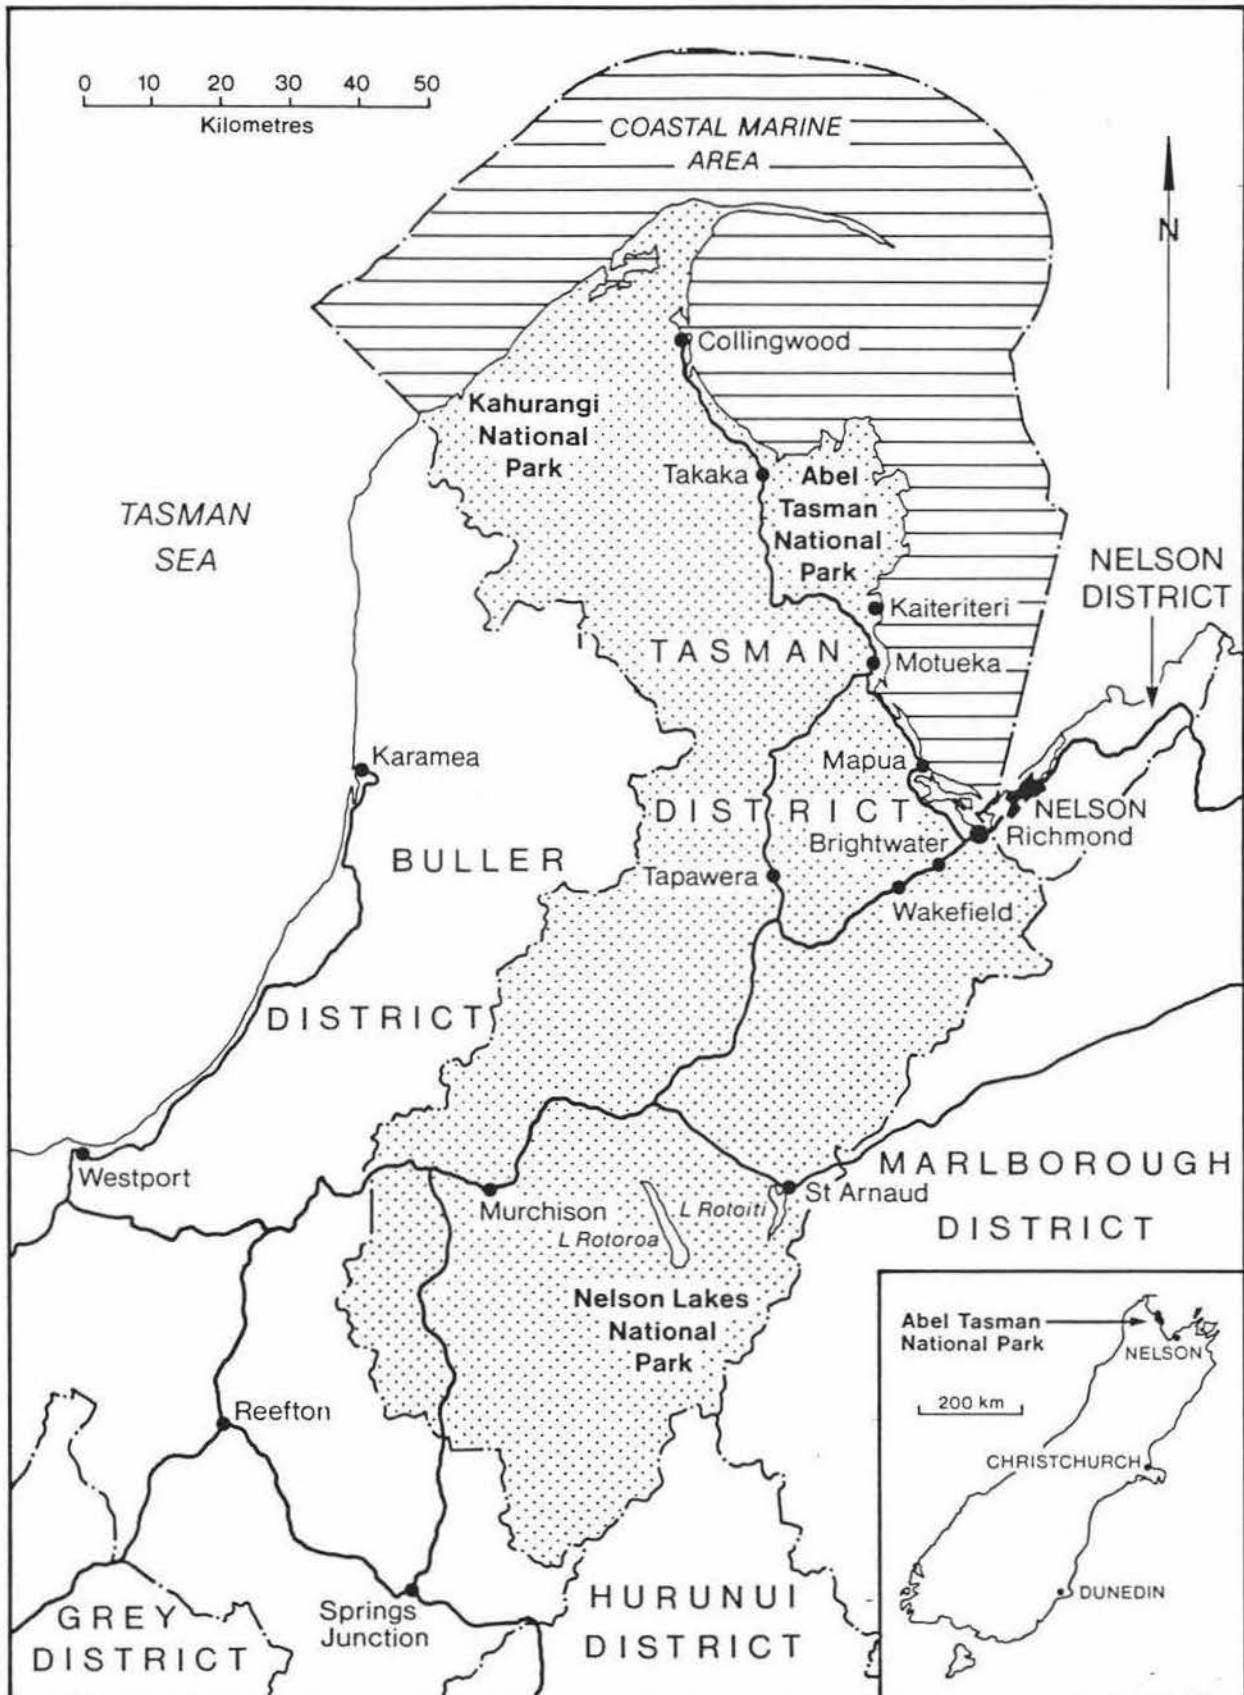 0 10 20 30 40 50
Kilometres
COASTAL MARINE
AREA
N
Collingwood
Kahurangi
National
Park
Takaka
Abel
Tasman
National
Park
TASMAN
SEA
NELSON
DISTRICT
Kaiteriteri
TASMAN
Motueka
Karamea
Mapua
DISTRICT
NELSON
Richmond
Brightwater
BULLER
Tapawera
Wakefield
DISTRICT
MARLBOROUGH
DISTRICT
Westport
St Arnaud
Murchison
L Rotoiti
L Rotoroa
Nelson Lakes
National
Park
Abel Tasman
National Park
NELSON
200 km
Reefton
CHRISTCHURCH
DUNEDIN
Springs
Junction
HURUNUI
DISTRICT
GREY
DISTRICT